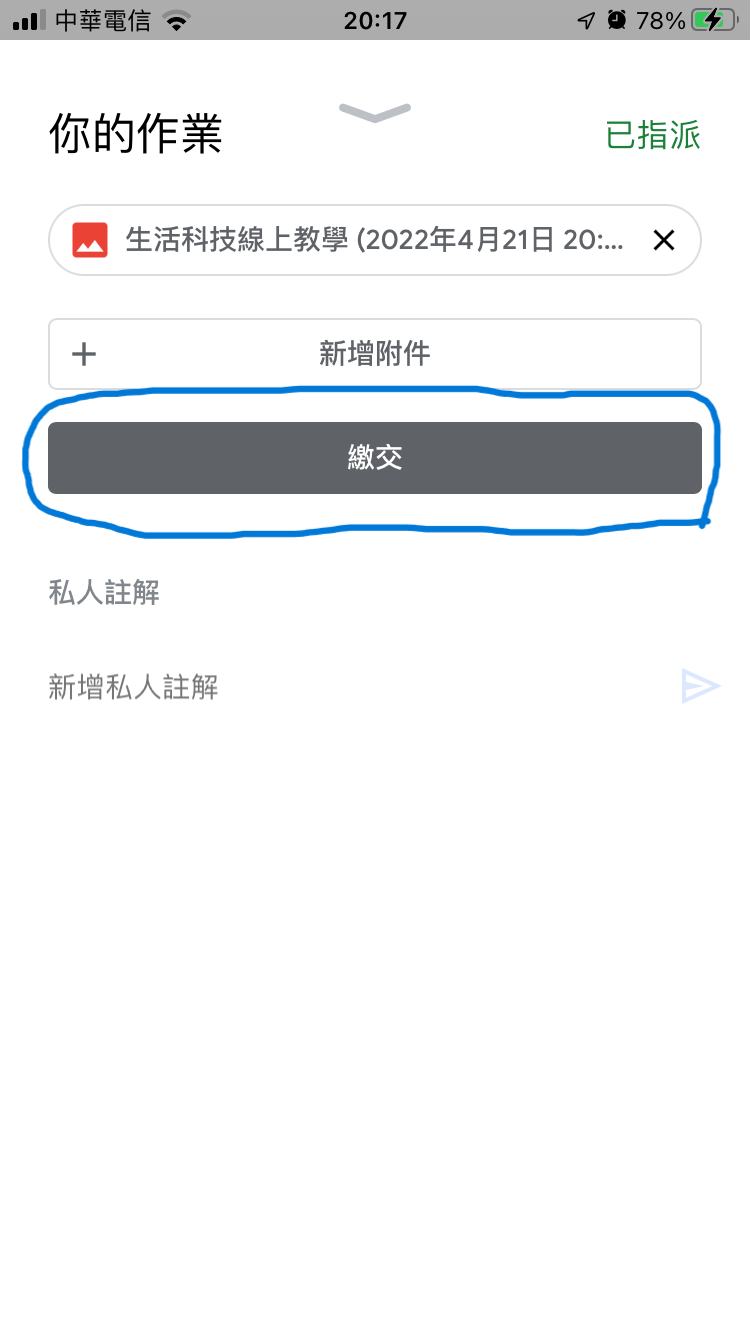 中華電信 20:17 78%
你的作業 已指派
生活科技線上教學 (2022年4月21日 20:...
新增附件
繳交
私人註解
新增私人註解